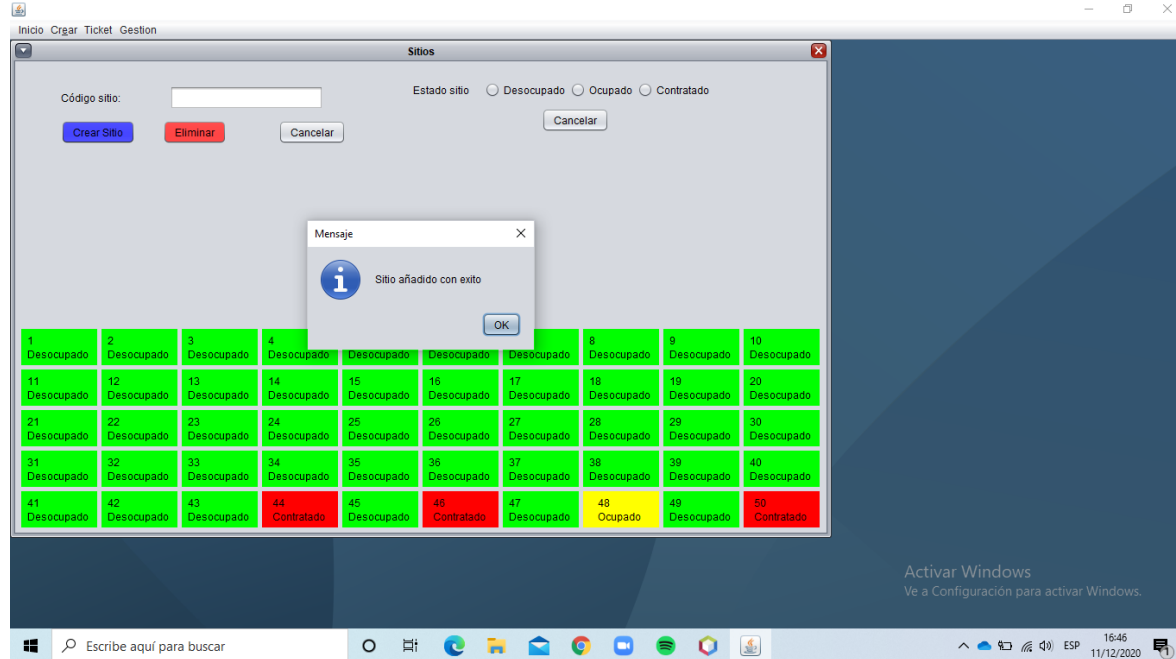 Inicio Crear Ticket Gestion
Sitios
Código sitio:
Estado sitio Desocupado Ocupado Contratado
Crear Sitio Eliminar Cancelar
Cancelar
Mensaje
Sitio añadido con exito
OK
1 2 3 4 8 9 10
Desocupado Desocupado Desocupado Desocupado Desocupado Desocupado Desocupado Desocupado Desocupado Desocupado
11 12 13 14 15 16 17 18 19 20
Desocupado Desocupado Desocupado Desocupado Desocupado Desocupado Desocupado Desocupado Desocupado Desocupado
21 22 23 24 25 26 27 28 29 30
Desocupado Desocupado Desocupado Desocupado Desocupado Desocupado Desocupado Desocupado Desocupado Desocupado
31 32 33 34 35 36 37 38 39 40
Desocupado Desocupado Desocupado Desocupado Desocupado Desocupado Desocupado Desocupado Desocupado Desocupado
41 42 43 44 45 46 47 48 49 50
Desocupado Desocupado Desocupado Contratado Desocupado Contratado Desocupado Ocupado Desocupado Contratado
Activar Windows
Ve a Configuración para activar Windows.
Escribe aquí para buscar
ESP
16:46
11/12/2020
1